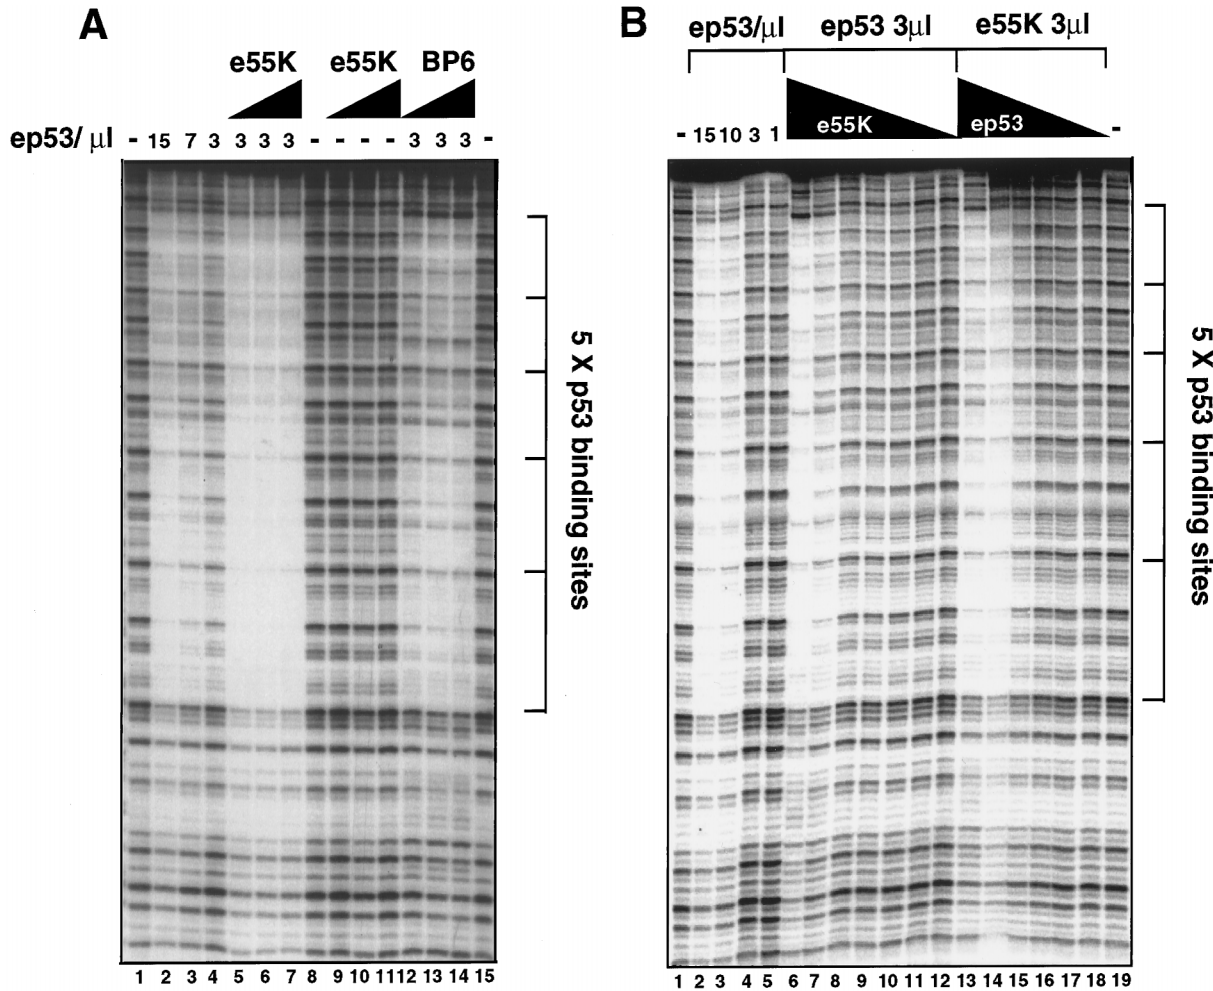 A
e55K e55K BP6
ep53/ μl - 15 7 3 3 3 3 - - - - 3 3 3 -
5 X p53 binding sites
1 2 3 4 5 6 7 8 9 10 11 12 13 14 15
B
ep53/μl ep53 3μl e55K 3μl
- 15 10 3 1 e55K ep53 -
5 X p53 binding sites
1 2 3 4 5 6 7 8 9 10 11 12 13 14 15 16 17 18 19